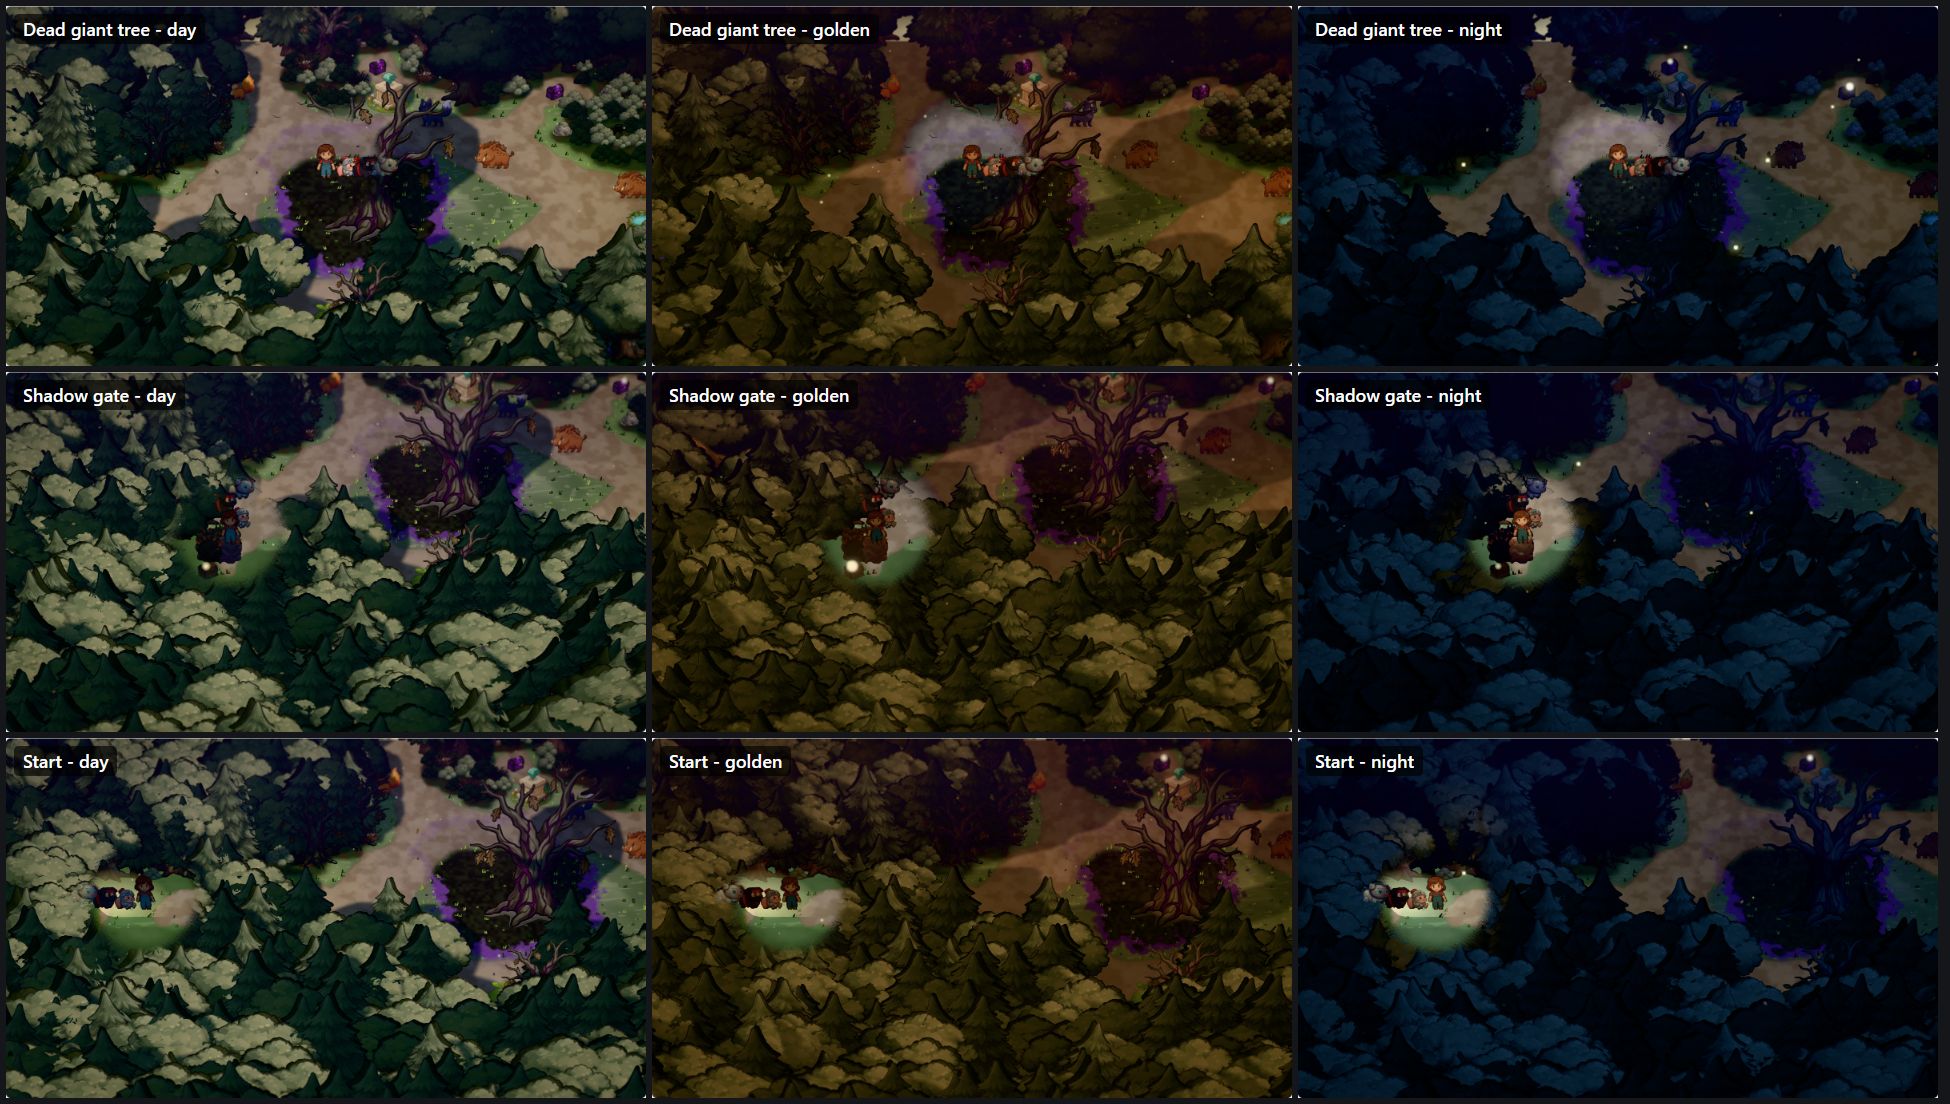 Dead giant tree - day
Dead giant tree - golden
Dead giant tree - night
Shadow gate - day
Shadow gate - golden
Shadow gate - night
Start - day
Start - golden
Start - night